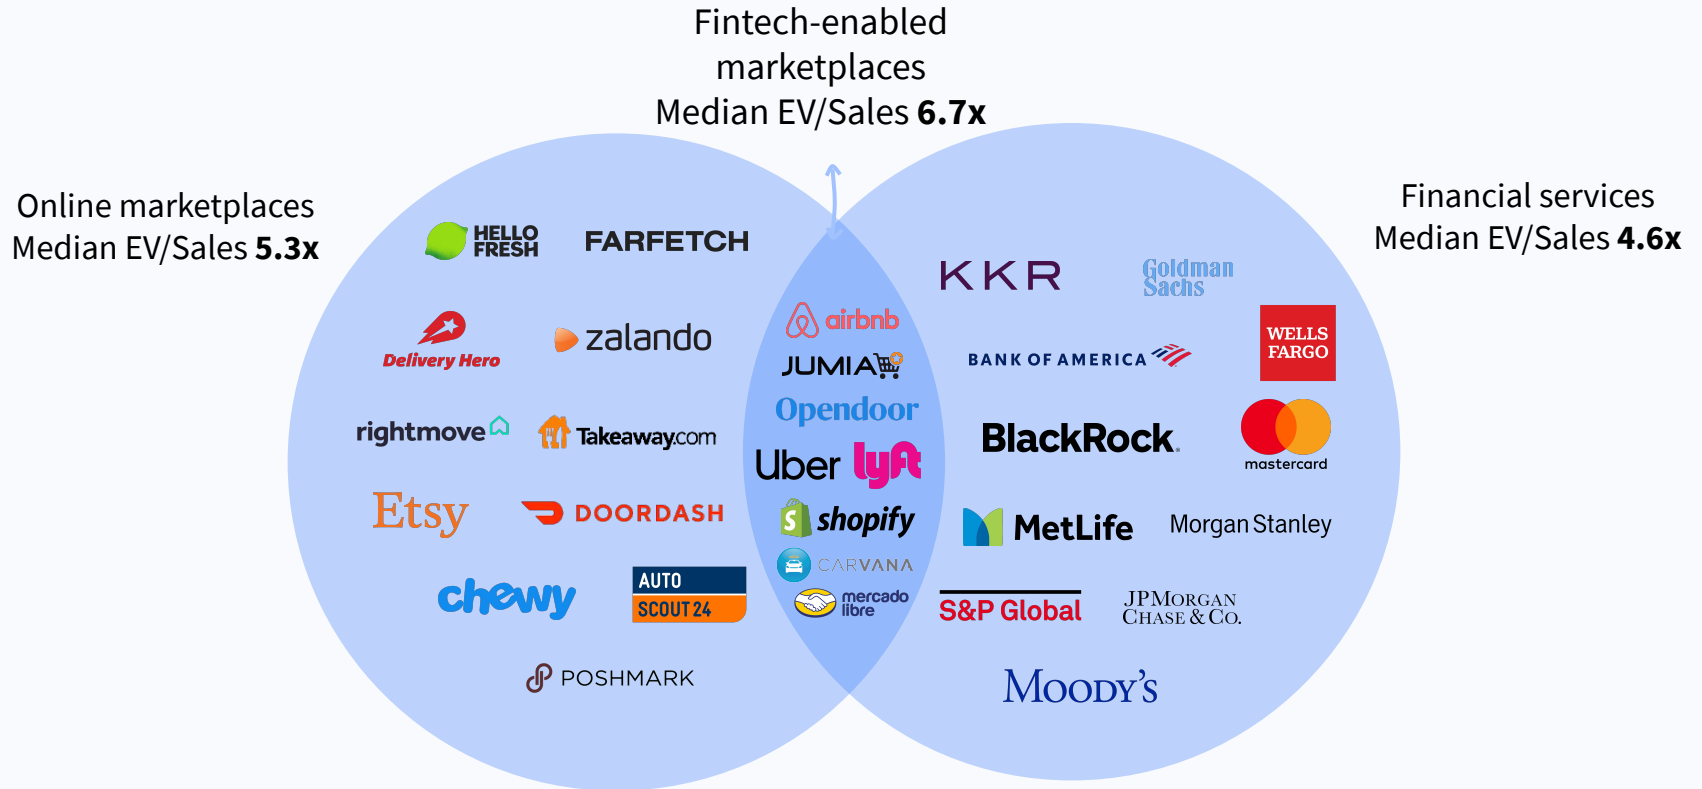 Fintech-enabled
marketplaces
Median EV/Sales 6.7x
Online marketplaces
Median EV/Sales 5.3x
Financial services
Median EV/Sales 4.6x
HELLO
FRESH
FARFETCH
Delivery Hero
zalando
rightmove
Takeaway.com
Etsy
DOORDASH
chewy
AUTO
SCOUT24
POSHMARK
airbnb
JUMIA
Opendoor
Uber lyft
shopify
CARVANA
mercado
libre
KKR
Goldman
Sachs
BANK OF AMERICA
WELLS
FARGO
BlackRock.
mastercard
MetLife
Morgan Stanley
S&P Global
JPMORGAN
CHASE & CO.
MOODY'S